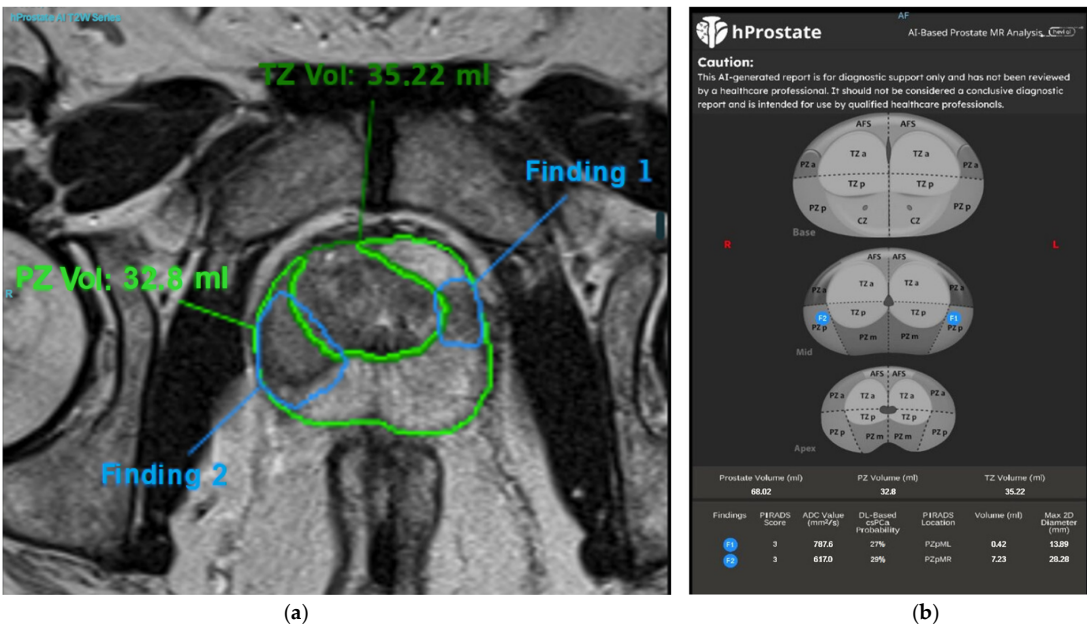 hProstate AI T2W Series
TZ Vol: 35.22 ml
Finding 1
PZ Vol: 32.8 ml
R
Finding 2
(a)
AF
hProstate
AI-Based Prostate MR Analysis
Caution:
This AI-generated report is for diagnostic support only and has not been reviewed
by a healthcare professional. It should not be considered a conclusive diagnostic
report and is intended for use by qualified healthcare professionals.
AFS AFS
PZ a TZ a TZ a PZ a
TZ p TZ p
PZ p CZ CZ PZ p
Base
R L
AFS AFS
PZ a TZ a TZ a PZ a
F2 TZ p TZ p F1
PZ p PZ m PZ m PZ p
Mid
AFS AFS
PZ a TZ a TZ a PZ a
TZ p TZ p
PZ p PZ m PZ m PZ p
Apex
Prostate Volume (ml) PZ Volume (ml) TZ Volume (ml)
68.02 32.8 35.22
Findings PIRADS Score ADC Value (mm²/s) DL-Based csPCa Probability PIRADS Location Volume (ml) Max 2D Diameter (mm)
F1 3 787.6 27% PZpML 0.42 13.89
F2 3 617.0 29% PZpMR 7.23 28.28
(b)